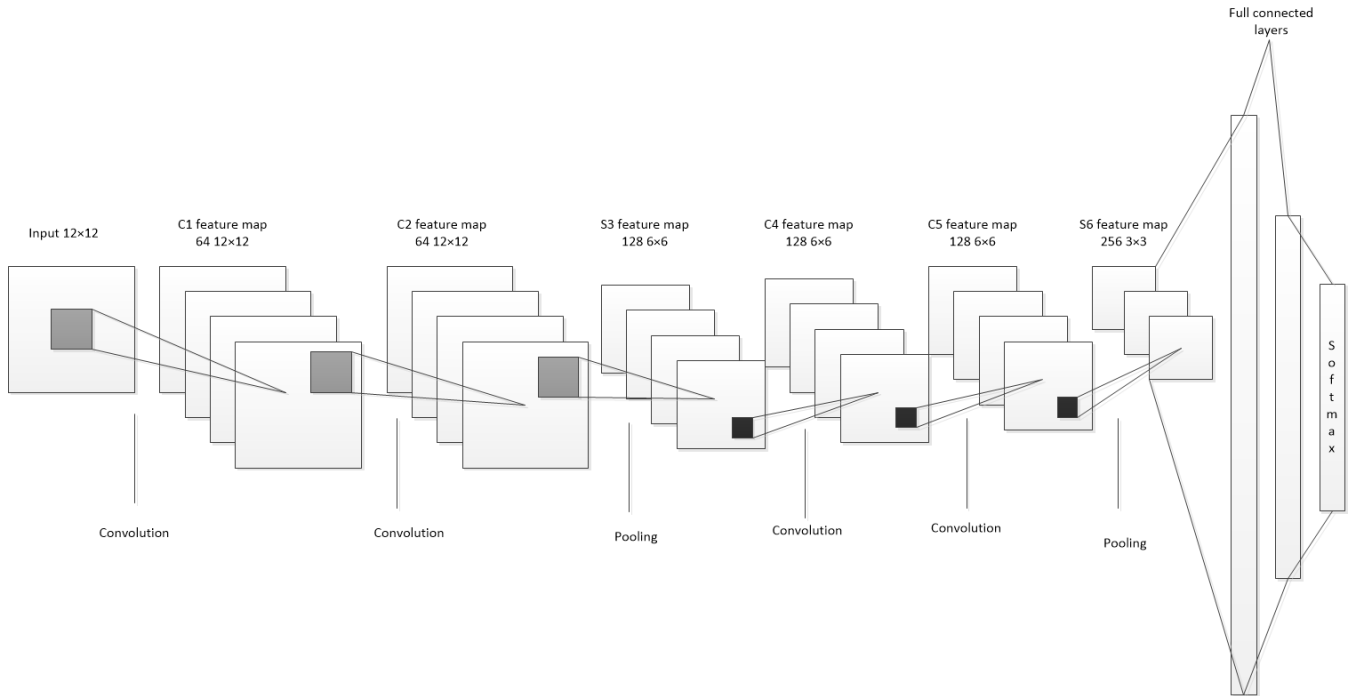 Full connected
layers
Input 12×12
C1 feature map
64 12×12
C2 feature map
64 12×12
S3 feature map
128 6×6
C4 feature map
128 6×6
C5 feature map
128 6×6
S6 feature map
256 3×3
Softmax
Convolution
Convolution
Pooling
Convolution
Convolution
Pooling